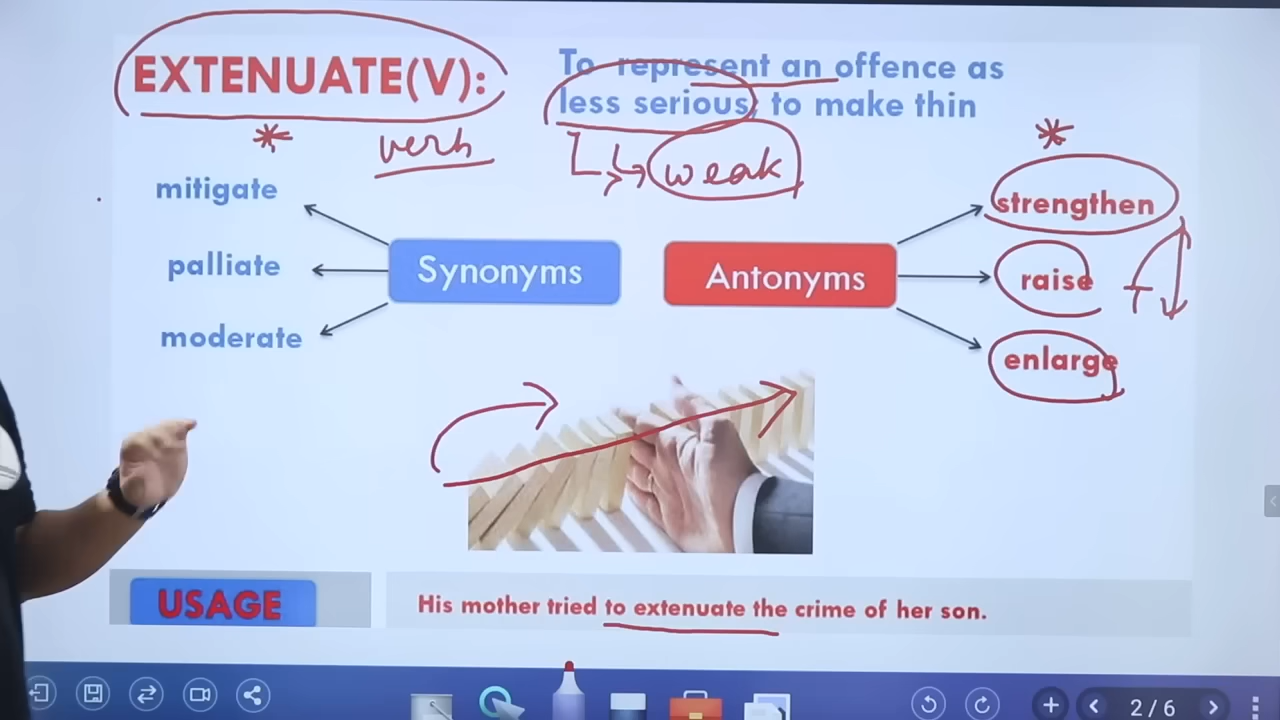 EXTENUATE(V):
To represent an offence as
less serious, to make thin
verb
weak
mitigate
palliate
moderate
Synonyms
Antonyms
strengthen
raise
enlarge
USAGE
His mother tried to extenuate the crime of her son.
2/6